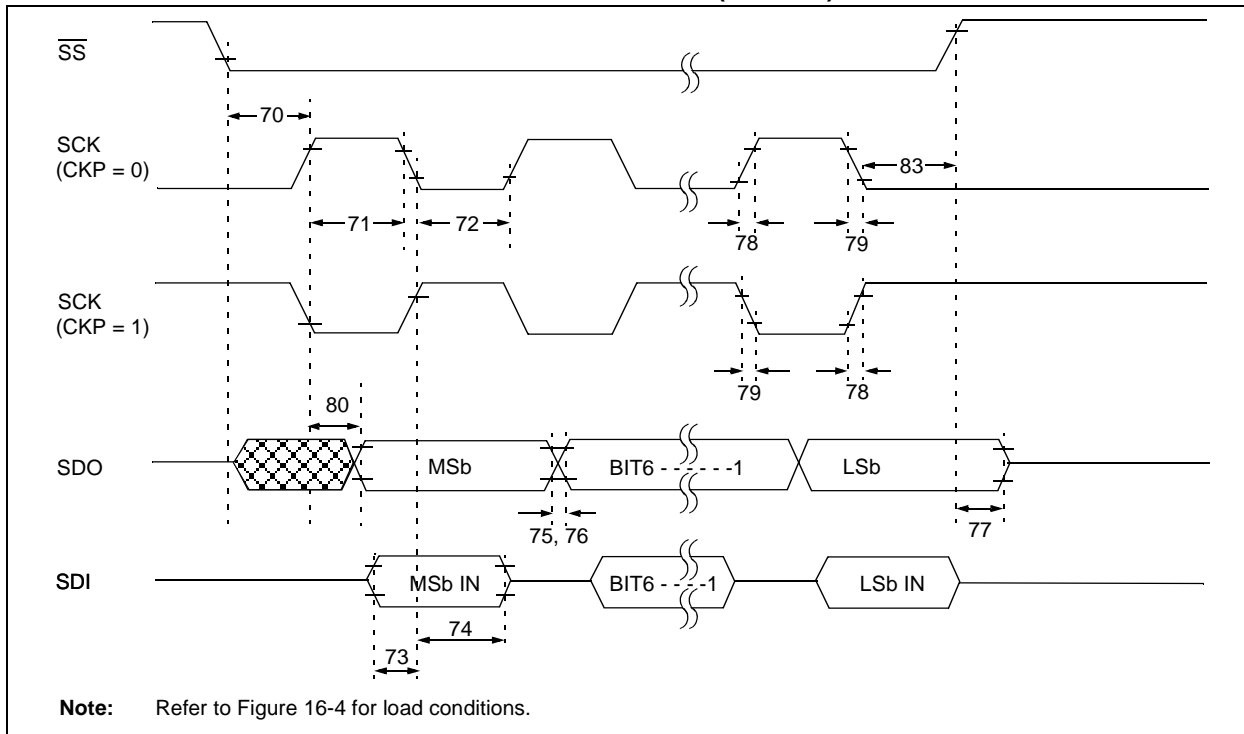 SS
70
SCK
(CKP = 0)
83
71
72
78
79
SCK
(CKP = 1)
79
78
80
SDO
MSb
BIT6 - - - - - -1
LSb
75, 76
77
SDI
MSb IN
BIT6 - - - - -1
LSb IN
74
73
Note: Refer to Figure 16-4 for load conditions.